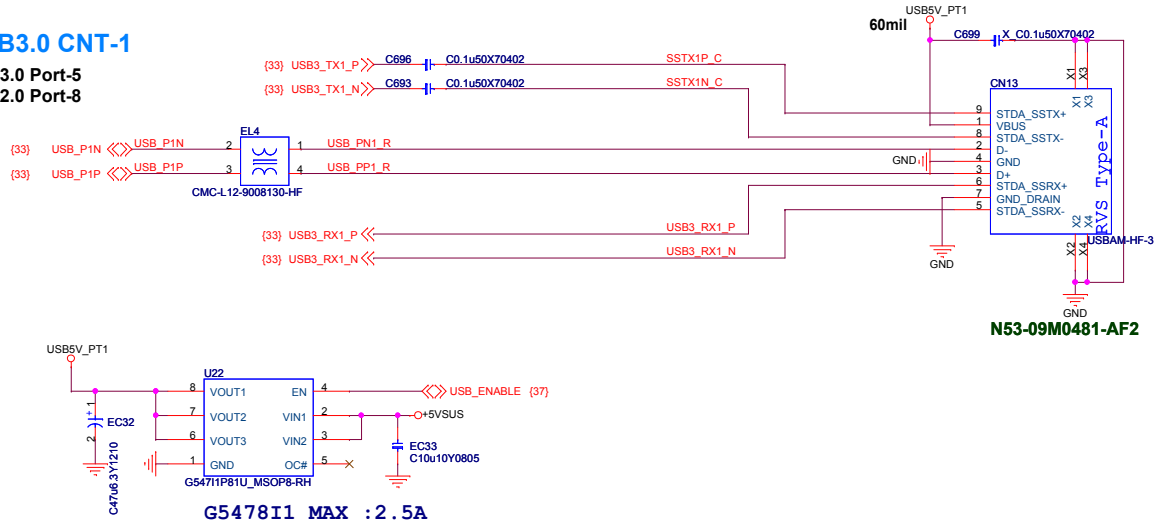 B3.0 CNT-1
3.0 Port-5
2.0 Port-8
USB5V_PT1
60mil
C699 X_C0.1u50X70402
{33} USB3_TX1_P C696 C0.1u50X70402 SSTX1P_C
{33} USB3_TX1_N C693 C0.1u50X70402 SSTX1N_C
X1 X3
CN13
X1 X3
9 STDA_SSTX+
1 VBUS
8 STDA_SSTX-
2 D-
4 GND
3 D+
6 STDA_SSRX+
7 GND_DRAIN
5 STDA_SSRX-
RVS Type-A
X2 X4
USBAM-HF-3
X2 X4
EL4
{33} USB_P1N USB_P1N 2 1 USB_PN1_R
{33} USB_P1P USB_P1P 3 4 USB_PP1_R
CMC-L12-9008130-HF
GND
{33} USB3_RX1_P USB3_RX1_P
{33} USB3_RX1_N USB3_RX1_N
GND
GND
N53-09M0481-AF2
USB5V_PT1
U22
8 VOUT1 EN 4 USB_ENABLE {37}
7 VOUT2 VIN1 2 +5VSUS
6 VOUT3 VIN2 3
1 GND OC# 5
G547I1P81U_MSOP8-RH
+ 1
2
EC32
C47u6.3Y1210
EC33
C10u10Y0805
G5478I1 MAX :2.5A